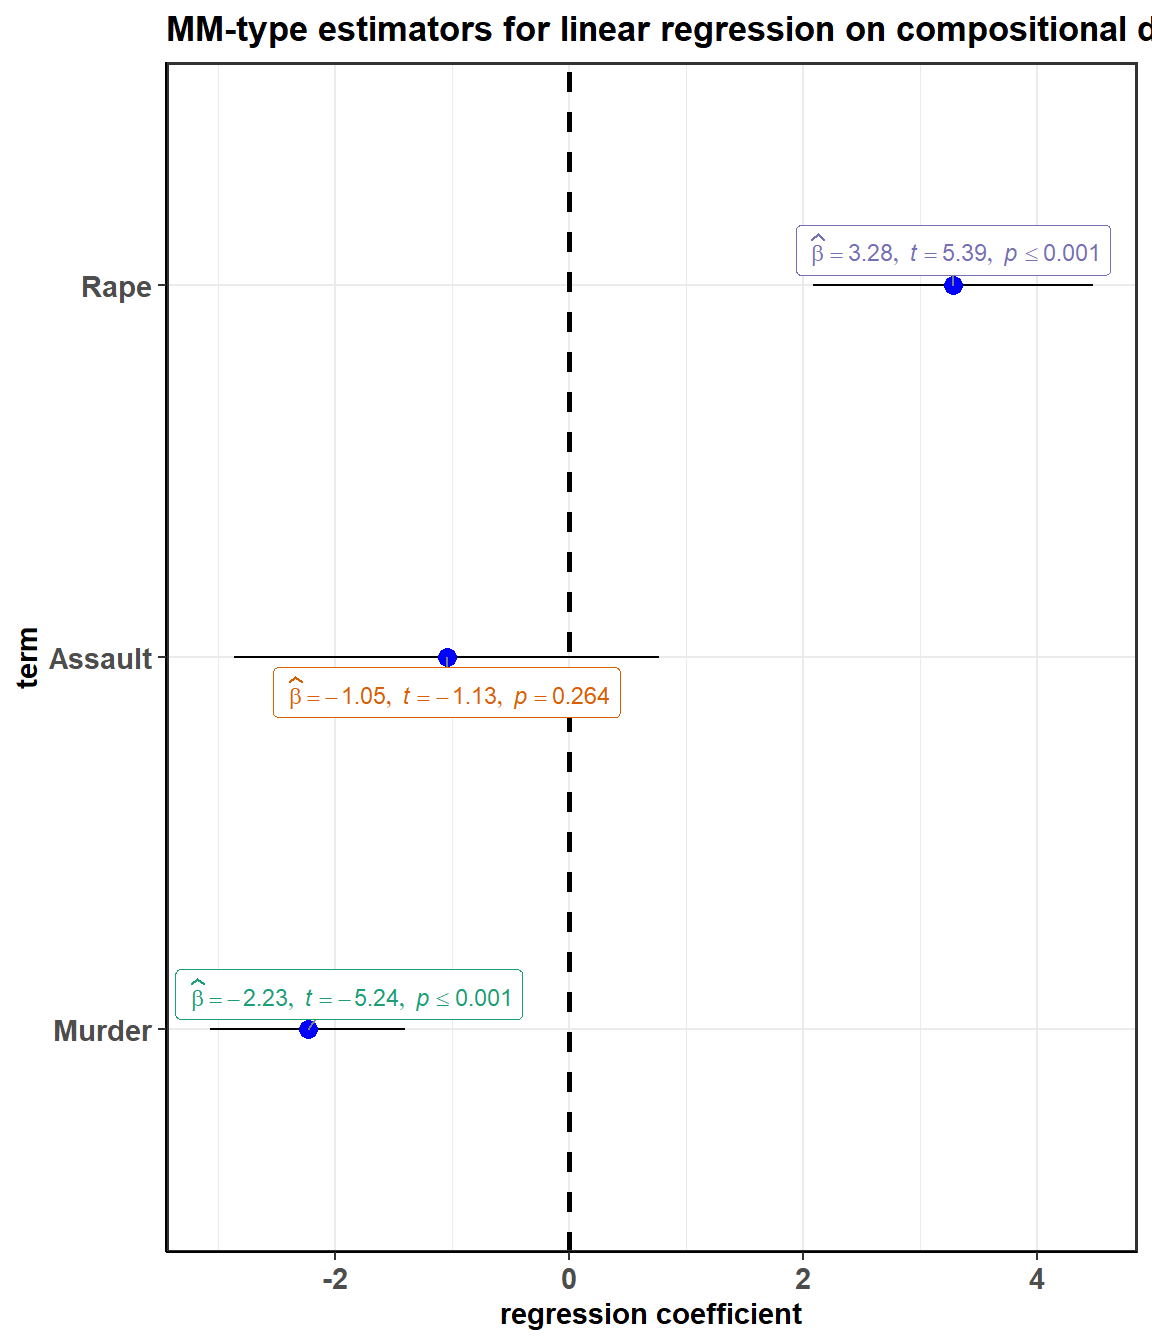 MM-type estimators for linear regression on compositional d
Rape
β̂ = 3.28, t = 5.39, p ≤ 0.001
term
Assault
β̂ = −1.05, t = −1.13, p = 0.264
β̂ = −2.23, t = −5.24, p ≤ 0.001
Murder
-2 0 2 4
regression coefficient